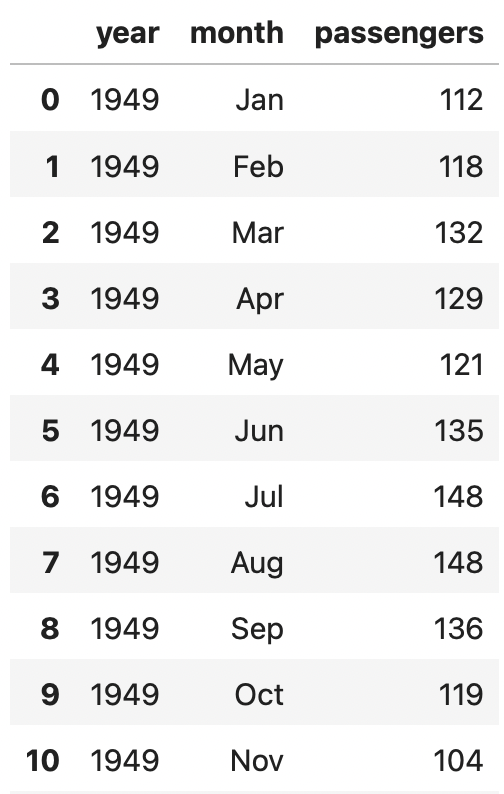 year month passengers
0 1949 Jan 112
1 1949 Feb 118
2 1949 Mar 132
3 1949 Apr 129
4 1949 May 121
5 1949 Jun 135
6 1949 Jul 148
7 1949 Aug 148
8 1949 Sep 136
9 1949 Oct 119
10 1949 Nov 104